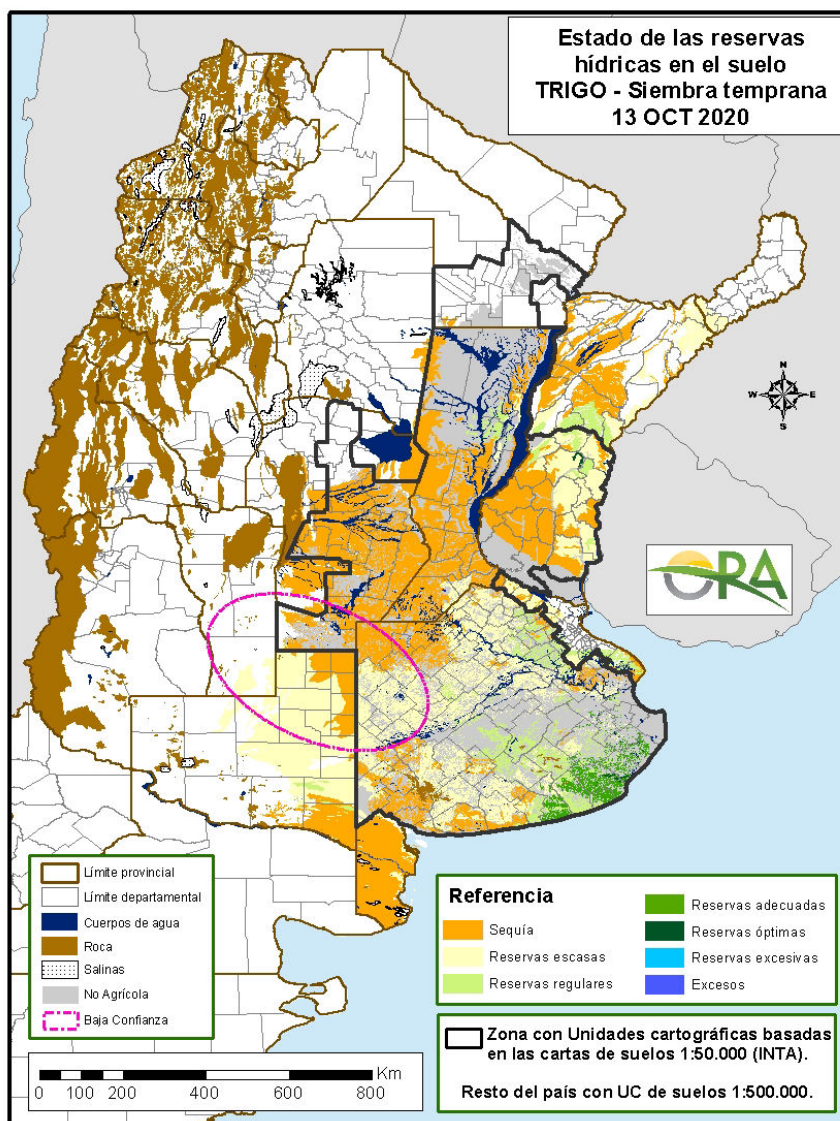 Estado de las reservas
hídricas en el suelo
TRIGO - Siembra temprana
13 OCT 2020
N
W
E
S
OPA
Límite provincial
Límite departamental
Cuerpos de agua
Roca
Salinas
No Agrícola
Baja Confianza
Referencia
Sequía
Reservas escasas
Reservas regulares
Reservas adecuadas
Reservas óptimas
Reservas excesivas
Excesos
Zona con Unidades cartográficas basadas
en las cartas de suelos 1:50.000 (INTA).
Resto del país con UC de suelos 1:500.000.
Km
0 100 200 400 600 800